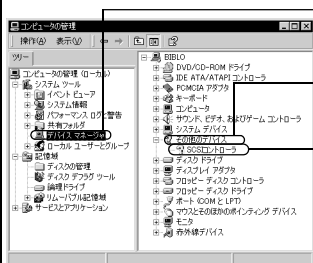 コンピュータの管理
操作(A) 表示(V)
ツリー
コンピュータの管理 (ローカル)
システム ツール
イベント ビューア
システム情報
パフォーマンス ログと警告
共有フォルダ
デバイス マネージャ
ローカル ユーザーとグループ
記憶域
ディスクの管理
ディスク デフラグ ツール
論理ドライブ
リムーバブル記憶域
サービスとアプリケーション
BIBLO
DVD/CD-ROM ドライブ
IDE ATA/ATAPI コントローラ
PCMCIA アダプタ
キーボード
コンピュータ
サウンド、ビデオ、およびゲーム コントローラ
システム デバイス
その他のデバイス
SCSIコントローラ
ディスク ドライブ
ディスプレイ アダプタ
フロッピー ディスク コントローラ
フロッピー ディスク ドライブ
ポート (COM と LPT)
マウスとそのほかのポインティング デバイス
モニタ
赤外線デバイス